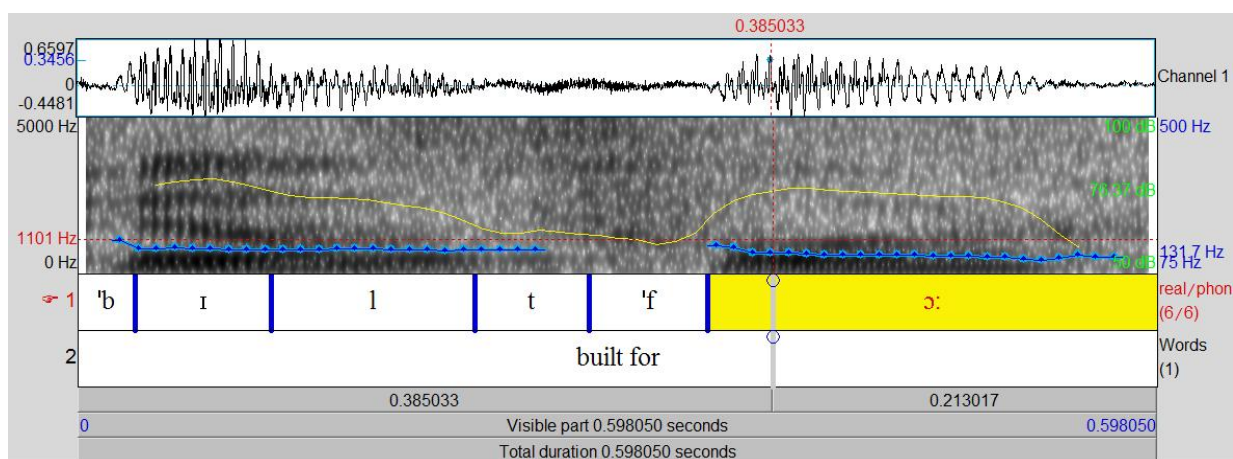 0.385033
0.6597
0.3456
0
-0.4481
Channel 1
5000 Hz
100 dB
500 Hz
76.37 dB
1101 Hz
0 Hz
131.7 Hz
50 dB
75 Hz
☞ 1
'b
ɪ
l
t
'f
ɔː
real/phon
(6/6)
2
built for
Words
(1)
0.385033
0.213017
0
Visible part 0.598050 seconds
0.598050
Total duration 0.598050 seconds